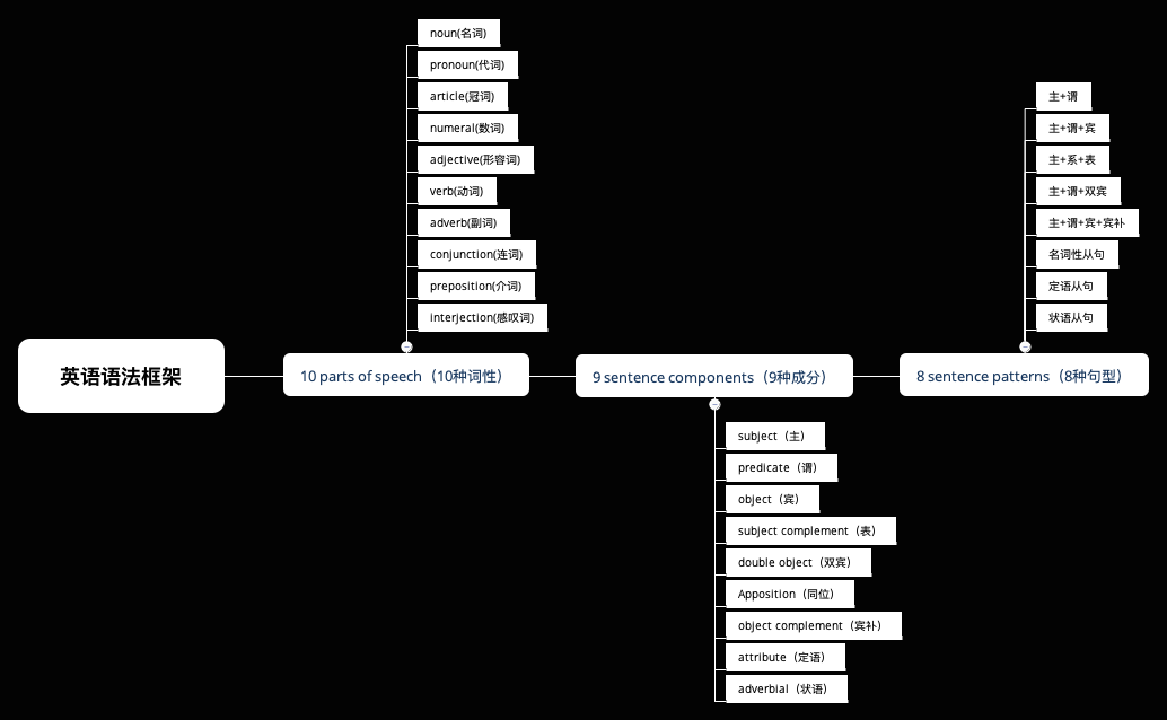 英语语法框架
10 parts of speech（10种词性）
noun(名词)
pronoun(代词)
article(冠词)
numeral(数词)
adjective(形容词)
verb(动词)
adverb(副词)
conjunction(连词)
preposition(介词)
interjection(感叹词)
9 sentence components（9种成分）
subject（主）
predicate（谓）
object（宾）
subject complement（表）
double object（双宾）
Apposition（同位）
object complement（宾补）
attribute（定语）
adverbial（状语）
8 sentence patterns（8种句型）
主+谓
主+谓+宾
主+系+表
主+谓+双宾
主+谓+宾+宾补
名词性从句
定语从句
状语从句